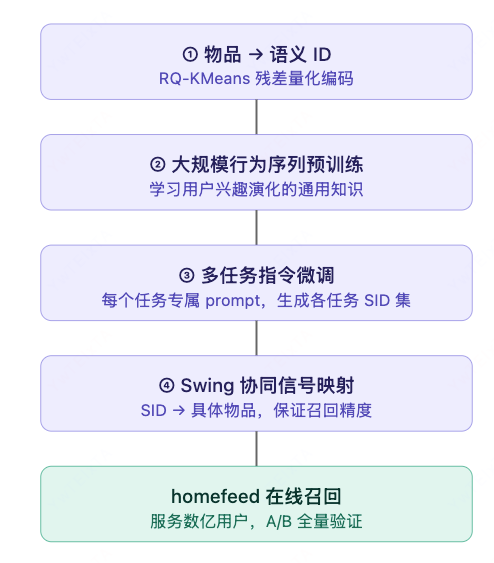 ① 物品 → 语义 ID
RQ-KMeans 残差量化编码
② 大规模行为序列预训练
学习用户兴趣演化的通用知识
③ 多任务指令微调
每个任务专属 prompt，生成各任务 SID 集
④ Swing 协同信号映射
SID → 具体物品，保证召回精度
homefeed 在线召回
服务数亿用户，A/B 全量验证